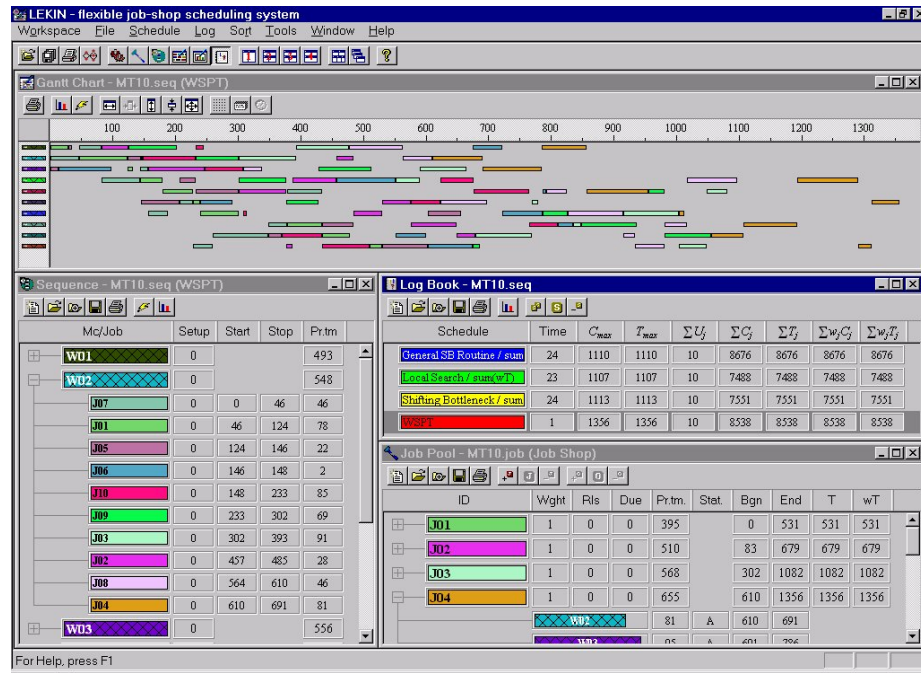 LEKIN - flexible job-shop scheduling system
Workspace File Schedule Log Sort Tools Window Help
Gantt Chart - MT10.seq (WSPT)
100 200 300 400 500 600 700 800 900 1000 1100 1200 1300
Sequence - MT10.seq (WSPT)
Mc/Job Setup Start Stop Pr.tm
W01 0 493
W02 0 548
J07 0 0 46 46
J01 0 46 124 78
J05 0 124 146 22
J06 0 146 148 2
J10 0 148 233 85
J09 0 233 302 69
J03 0 302 393 91
J02 0 457 485 28
J08 0 564 610 46
J04 0 610 691 81
W03 0 556
Log Book - MT10.seq
Schedule Time Cmax Tmax ΣUj ΣCj ΣTj ΣwjCj ΣwjTj
General SB Routine / sum 24 1110 1110 10 8676 8676 8676 8676
Local Search / sum(wT) 23 1107 1107 10 7488 7488 7488 7488
Shifting Bottleneck / sum 24 1113 1113 10 7551 7551 7551 7551
WSPT 1 1356 1356 10 8538 8538 8538 8538
Job Pool - MT10.job (Job Shop)
ID Wght Rls Due Pr.tm. Stat. Bgn End T wT
J01 1 0 0 395 0 531 531 531
J02 1 0 0 510 83 679 679 679
J03 1 0 0 568 302 1082 1082 1082
J04 1 0 0 655 610 1356 1356 1356
W02 81 A 610 691
W03 A 691 786
For Help, press F1